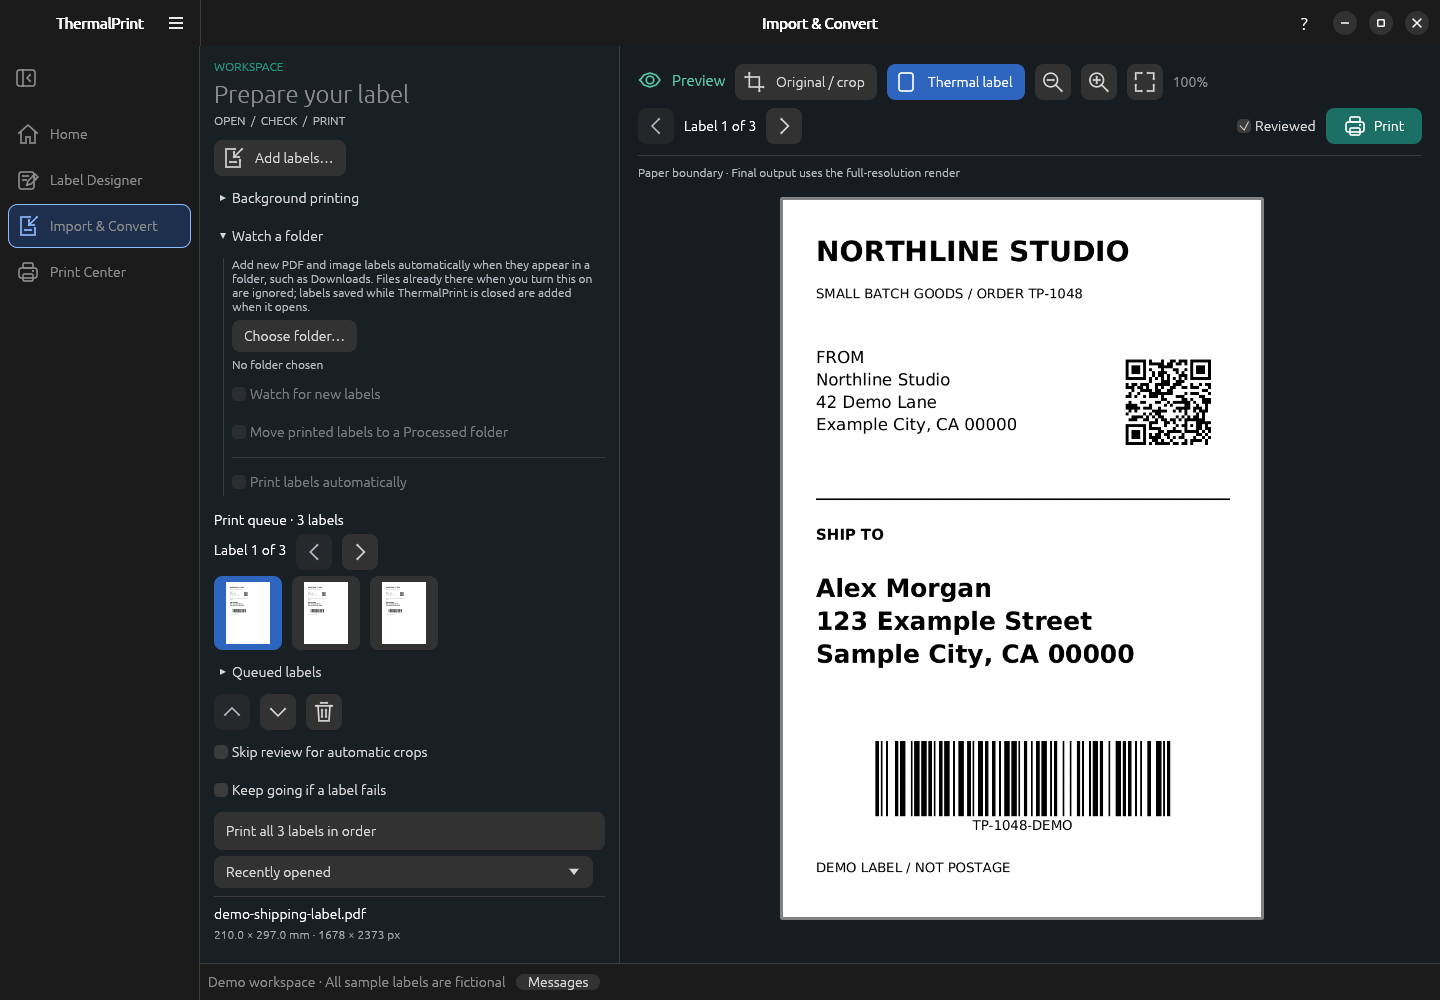 ThermalPrint
Import & Convert
?
Home
Label Designer
Import & Convert
Print Center
WORKSPACE
Prepare your label
OPEN / CHECK / PRINT
Add labels...
Background printing
Watch a folder
Add new PDF and image labels automatically when they appear in a
folder, such as Downloads. Files already there when you turn this on
are ignored; labels saved while ThermalPrint is closed are added
when it opens.
Choose folder...
No folder chosen
Watch for new labels
Move printed labels to a Processed folder
Print labels automatically
Print queue · 3 labels
Label 1 of 3
Queued labels
Skip review for automatic crops
Keep going if a label fails
Print all 3 labels in order
Recently opened
demo-shipping-label.pdf
210.0 × 297.0 mm · 1678 × 2373 px
Preview
Original / crop
Thermal label
100%
Label 1 of 3
Reviewed
Print
Paper boundary · Final output uses the full-resolution render
NORTHLINE STUDIO
SMALL BATCH GOODS / ORDER TP-1048
FROM
Northline Studio
42 Demo Lane
Example City, CA 00000
SHIP TO
Alex Morgan
123 Example Street
Sample City, CA 00000
TP-1048-DEMO
DEMO LABEL / NOT POSTAGE
Demo workspace · All sample labels are fictional
Messages